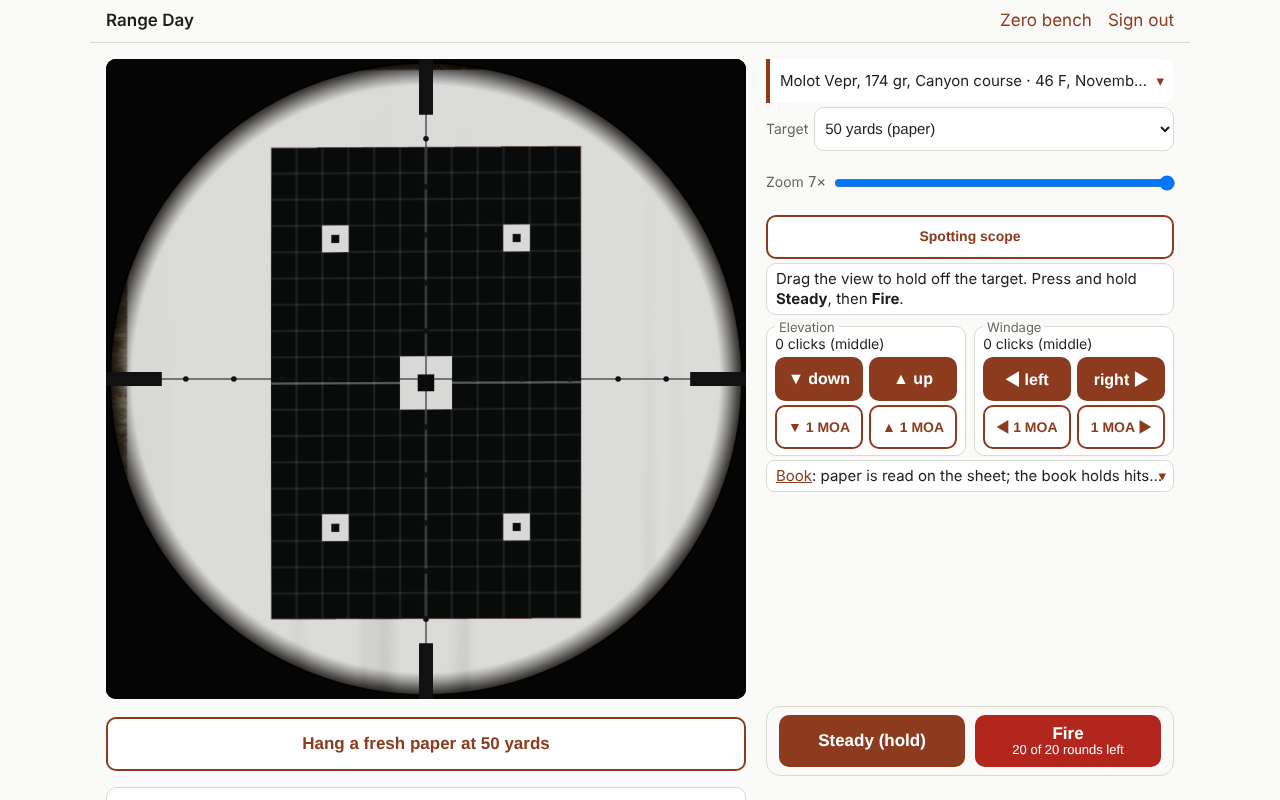 Range Day
Zero bench Sign out
Molot Vepr, 174 gr, Canyon course · 46 F, Novemb... ▼
Target 50 yards (paper)
Zoom 7×
Spotting scope
Drag the view to hold off the target. Press and hold
Steady, then Fire.
Elevation
0 clicks (middle)
▼ down ▲ up
▼ 1 MOA ▲ 1 MOA
Windage
0 clicks (middle)
◀ left right ▶
◀ 1 MOA 1 MOA ▶
Book: paper is read on the sheet; the book holds hits... ▼
Hang a fresh paper at 50 yards
Steady (hold)
Fire
20 of 20 rounds left